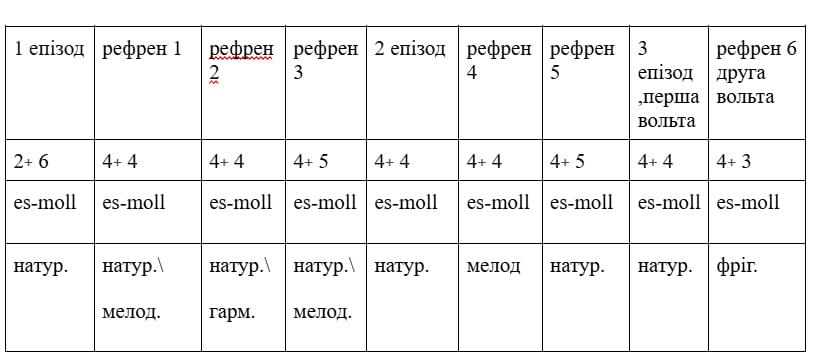 1 епізод рефрен 1 рефрен 2 рефрен 3 2 епізод рефрен 4 рефрен 5 3 епізод ,перша вольта рефрен 6 друга вольта
2+ 6 4+ 4 4+ 4 4+ 5 4+ 4 4+ 4 4+ 5 4+ 4 4+ 3
es-moll es-moll es-moll es-moll es-moll es-moll es-moll es-moll es-moll
натур. натур.\ мелод. натур.\ гарм. натур.\ мелод. натур. мелод натур. натур. фріг.